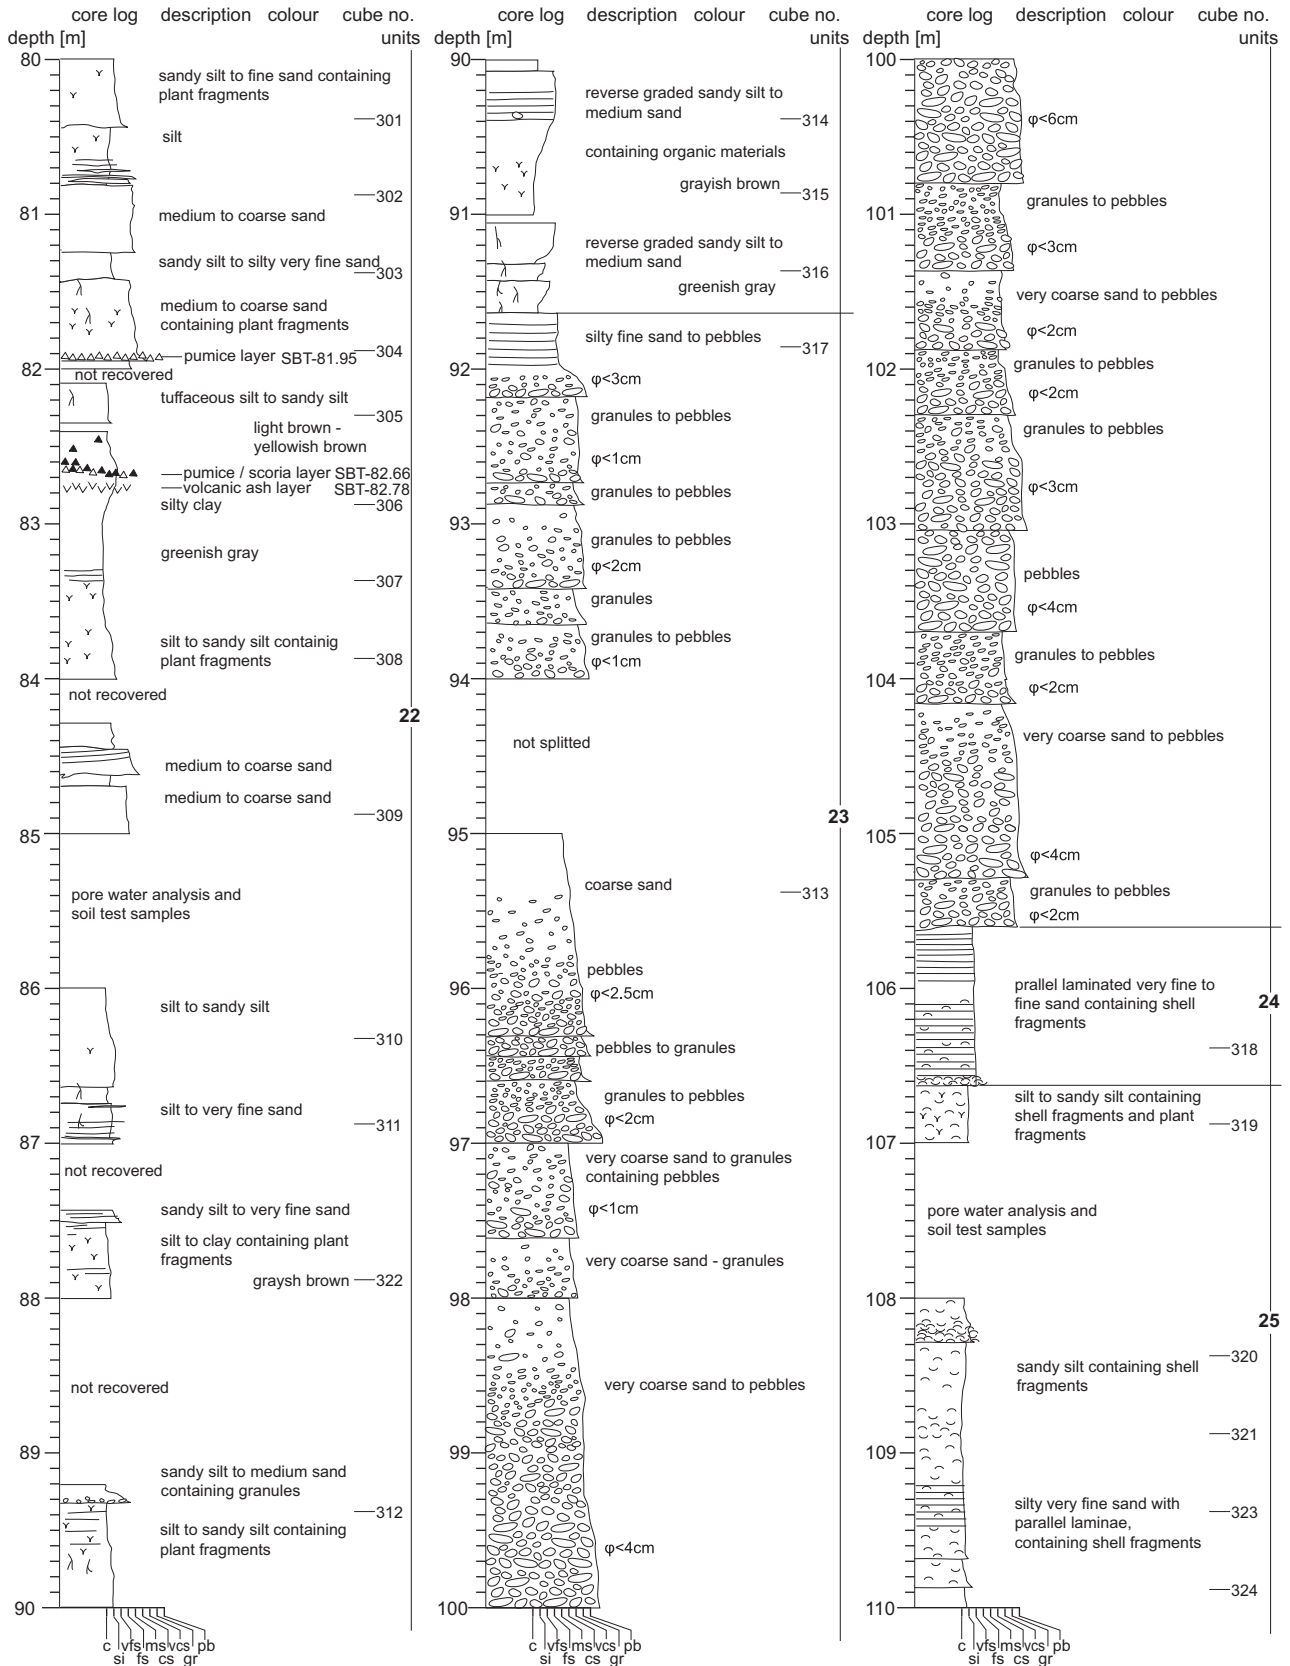 core log description colour cube no.
depth [m] units
80
sandy silt to fine sand containing
plant fragments
301
silt
302
81
medium to coarse sand
sandy silt to silty very fine sand
303
medium to coarse sand
containing plant fragments
304
pumice layer SBT-81.95
82
not recovered
tuffaceous silt to sandy silt
305
light brown -
yellowish brown
pumice / scoria layer SBT-82.66
volcanic ash layer SBT-82.78
silty clay
306
83
greenish gray
307
silt to sandy silt containig
plant fragments
308
84
not recovered
22
medium to coarse sand
medium to coarse sand
309
85
pore water analysis and
soil test samples
86
silt to sandy silt
310
silt to very fine sand
311
87
not recovered
sandy silt to very fine sand
silt to clay containing plant
fragments
graysh brown
322
88
not recovered
89
sandy silt to medium sand
containing granules
312
silt to sandy silt containing
plant fragments
90
c vfs ms vcs pb
si fs cs gr
core log description colour cube no.
depth [m] units
90
reverse graded sandy silt to
medium sand
314
containing organic materials
grayish brown
315
91
reverse graded sandy silt to
medium sand
316
greenish gray
silty fine sand to pebbles
317
92
φ<3cm
granules to pebbles
φ<1cm
granules to pebbles
93
granules to pebbles
φ<2cm
granules
granules to pebbles
φ<1cm
94
not splitted
23
95
coarse sand
313
pebbles
96
φ<2.5cm
pebbles to granules
granules to pebbles
φ<2cm
97
very coarse sand to granules
containing pebbles
φ<1cm
very coarse sand - granules
98
very coarse sand to pebbles
99
φ<4cm
100
c vfs ms vcs pb
si fs cs gr
core log description colour cube no.
depth [m] units
100
φ<6cm
101
granules to pebbles
φ<3cm
very coarse sand to pebbles
φ<2cm
102
granules to pebbles
φ<2cm
granules to pebbles
φ<3cm
103
pebbles
φ<4cm
granules to pebbles
104
φ<2cm
very coarse sand to pebbles
105
φ<4cm
granules to pebbles
φ<2cm
106
prallel laminated very fine to
fine sand containing shell
fragments
24
318
silt to sandy silt containing
shell fragments and plant
fragments
319
107
pore water analysis and
soil test samples
108
25
320
sandy silt containing shell
fragments
321
109
silty very fine sand with
parallel laminae,
containing shell fragments
323
324
110
c vfs ms vcs pb
si fs cs gr